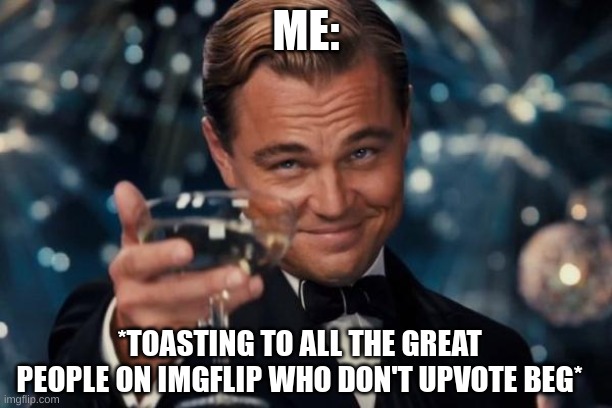 ME:
*TOASTING TO ALL THE GREAT
PEOPLE ON IMGFLIP WHO DON'T UPVOTE BEG*
imgflip.com